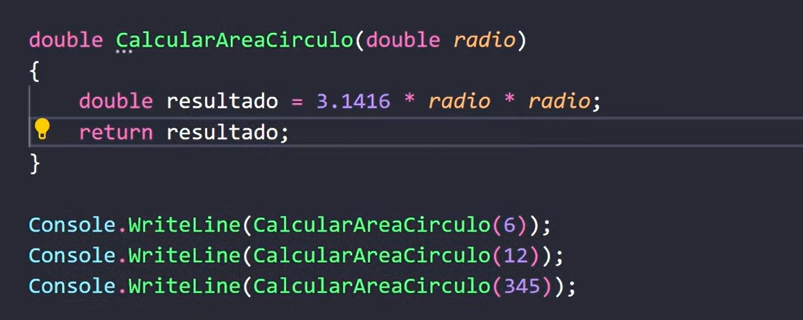 double CalcularAreaCirculo(double radio)
{
    double resultado = 3.1416 * radio * radio;
    return resultado;
}
Console.WriteLine(CalcularAreaCirculo(6));
Console.WriteLine(CalcularAreaCirculo(12));
Console.WriteLine(CalcularAreaCirculo(345));